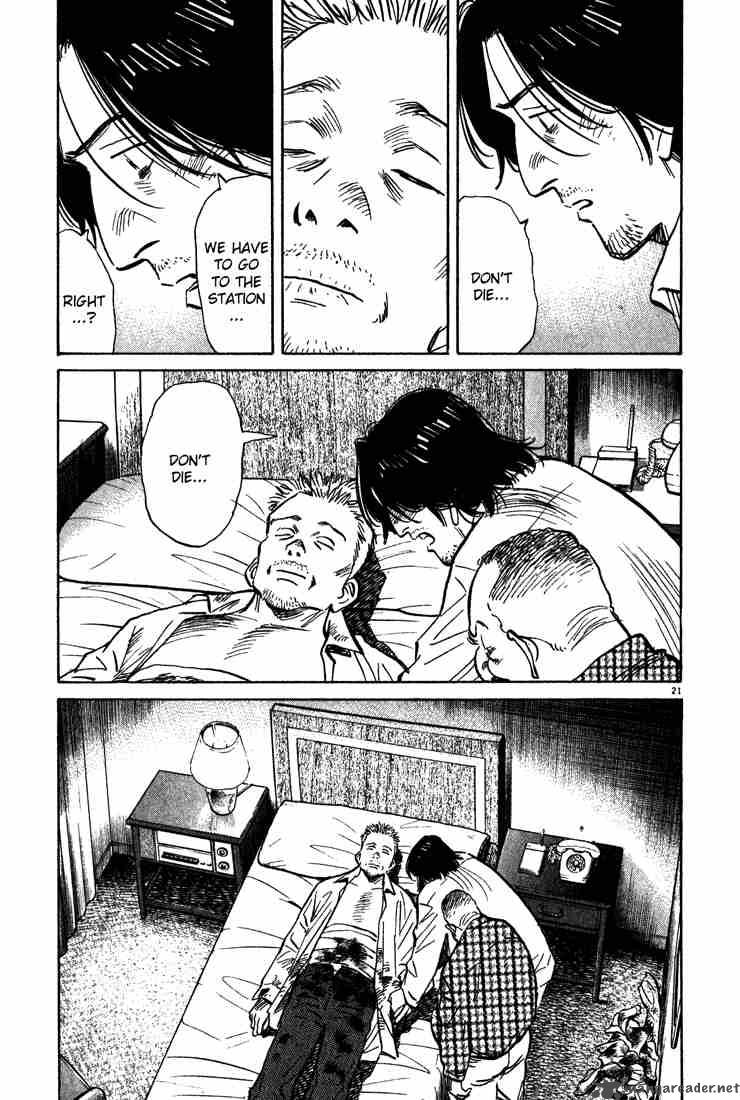 DON'T
DIE...
WE HAVE
TO GO
TO THE
STATION
...
RIGHT
...?
DON'T
DIE...
21
mangareader.net